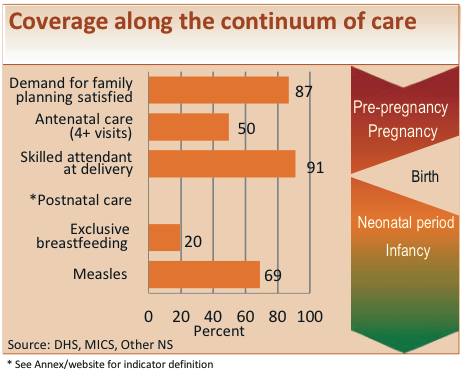 Coverage along the continuum of care
Demand for family
planning satisfied
87
Antenatal care
(4+ visits)
50
Skilled attendant
at delivery
91
*Postnatal care
Exclusive
breastfeeding
20
Measles
69
0 20 40 60 80 100
Percent
Pre-pregnancy
Pregnancy
Birth
Neonatal period
Infancy
Source: DHS, MICS, Other NS
* See Annex/website for indicator definition